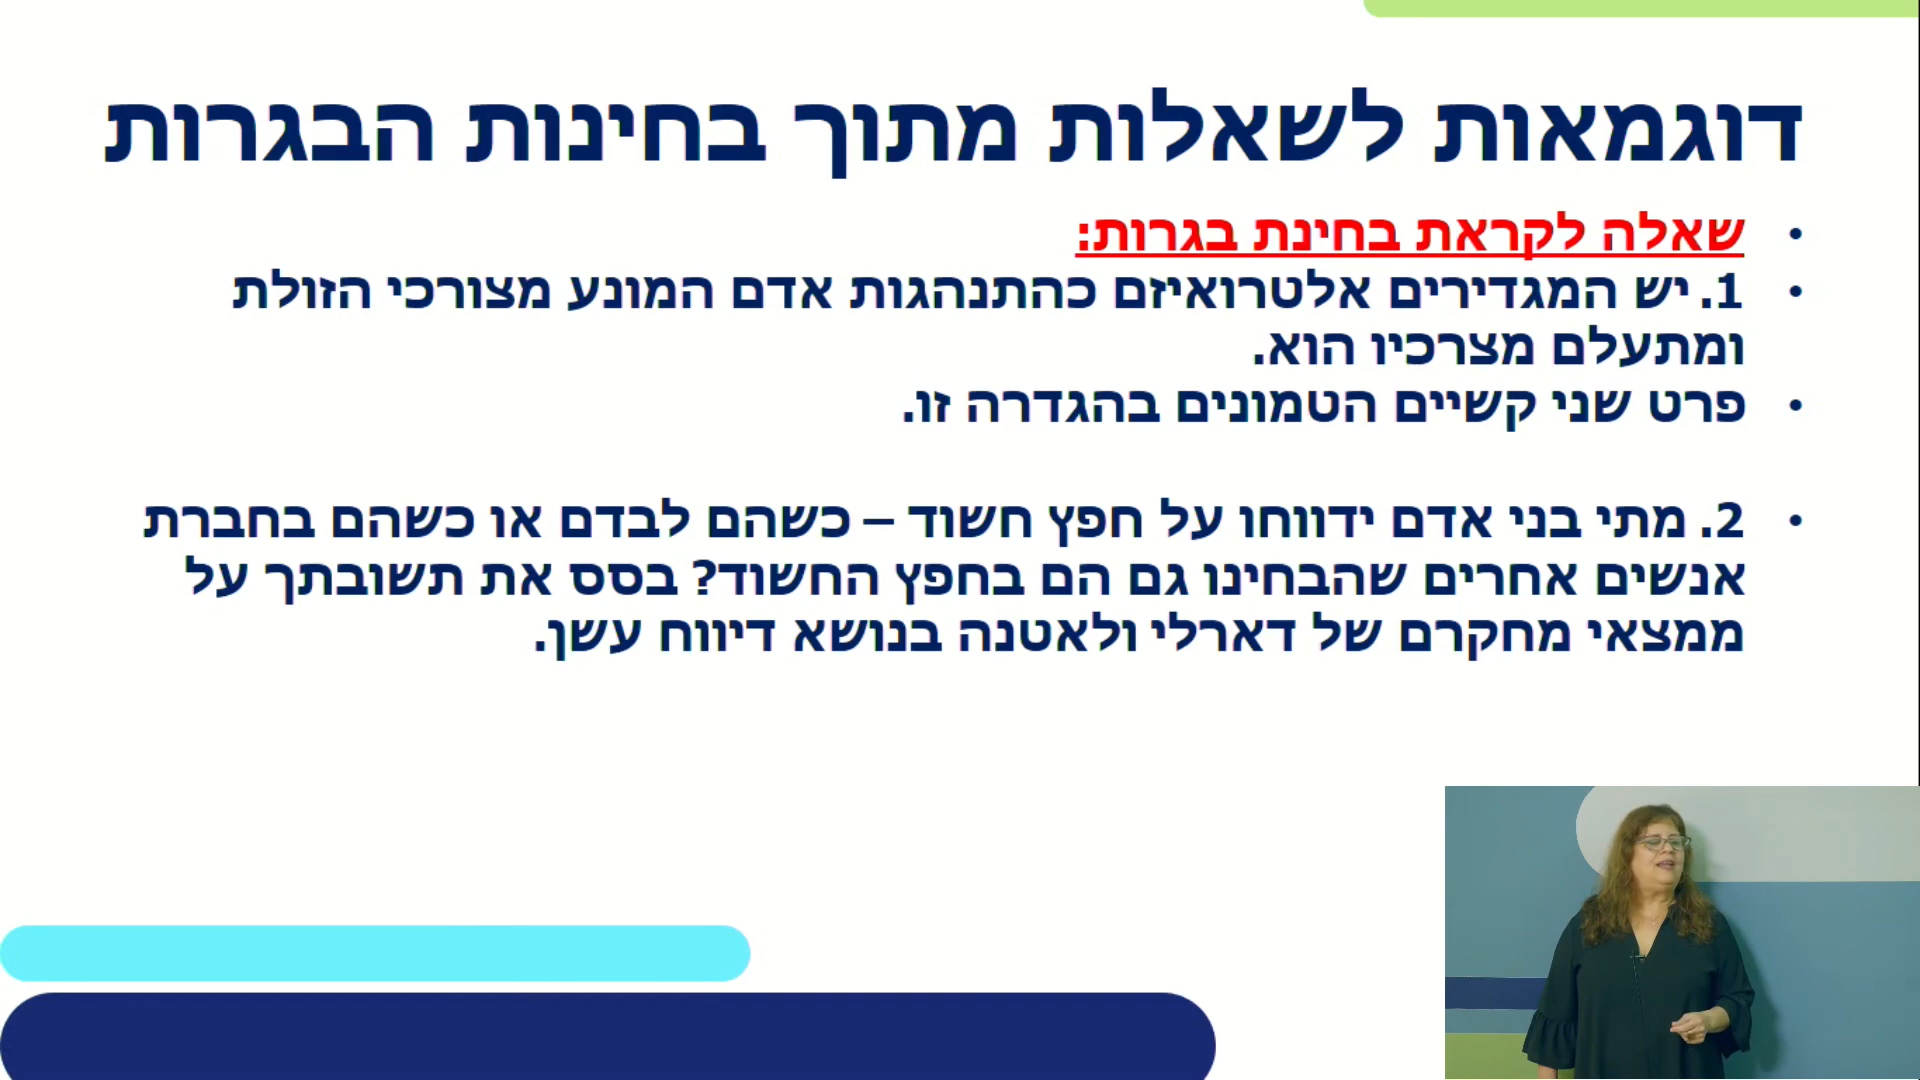 דוגמאות לשאלות מתוך בחינות הבגרות
• שאלה לקראת בחינת בגרות:
• 1. יש המגדירים אלטרואיזם כהתנהגות אדם המונע מצורכי הזולת
ומתעלם מצרכיו הוא.
• פרט שני קשיים הטמונים בהגדרה זו.
• 2. מתי בני אדם ידווחו על חפץ חשוד – כשהם לבדם או כשהם בחברת
אנשים אחרים שהבחינו גם הם בחפץ החשוד? בסס את תשובתך על
ממצאי מחקרם של דארלי ולאטנה בנושא דיווח עשן.